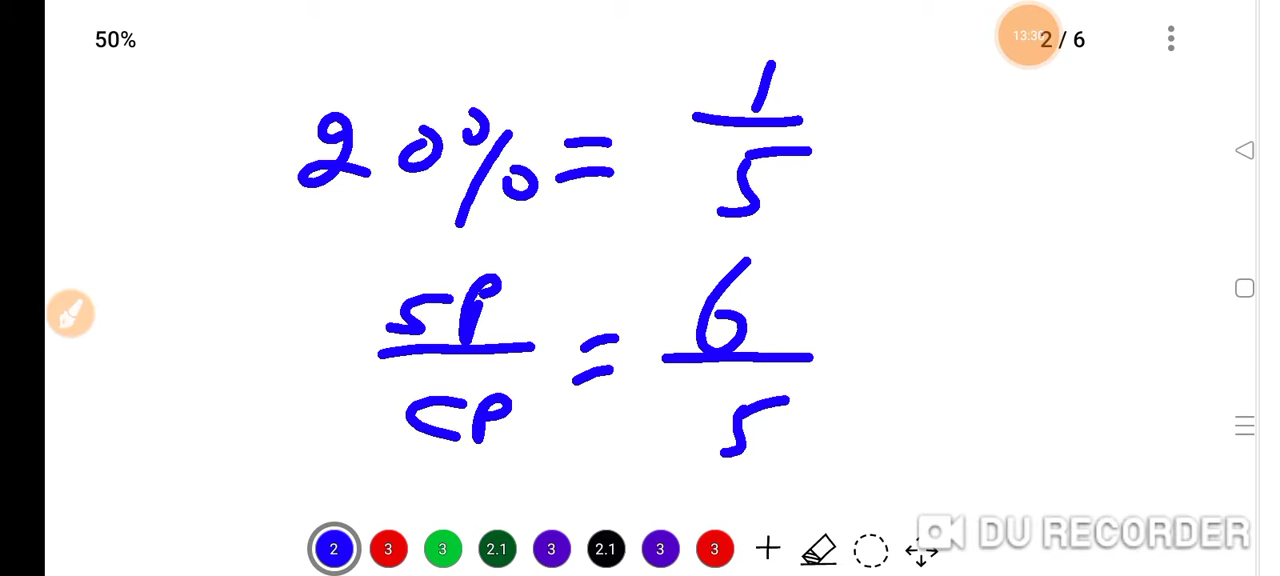 50%
13:30
2 / 6
20% = 1/5
SP/CP = 6/5
2 3 3 2.1 3 2.1 3 3
DU RECORDER